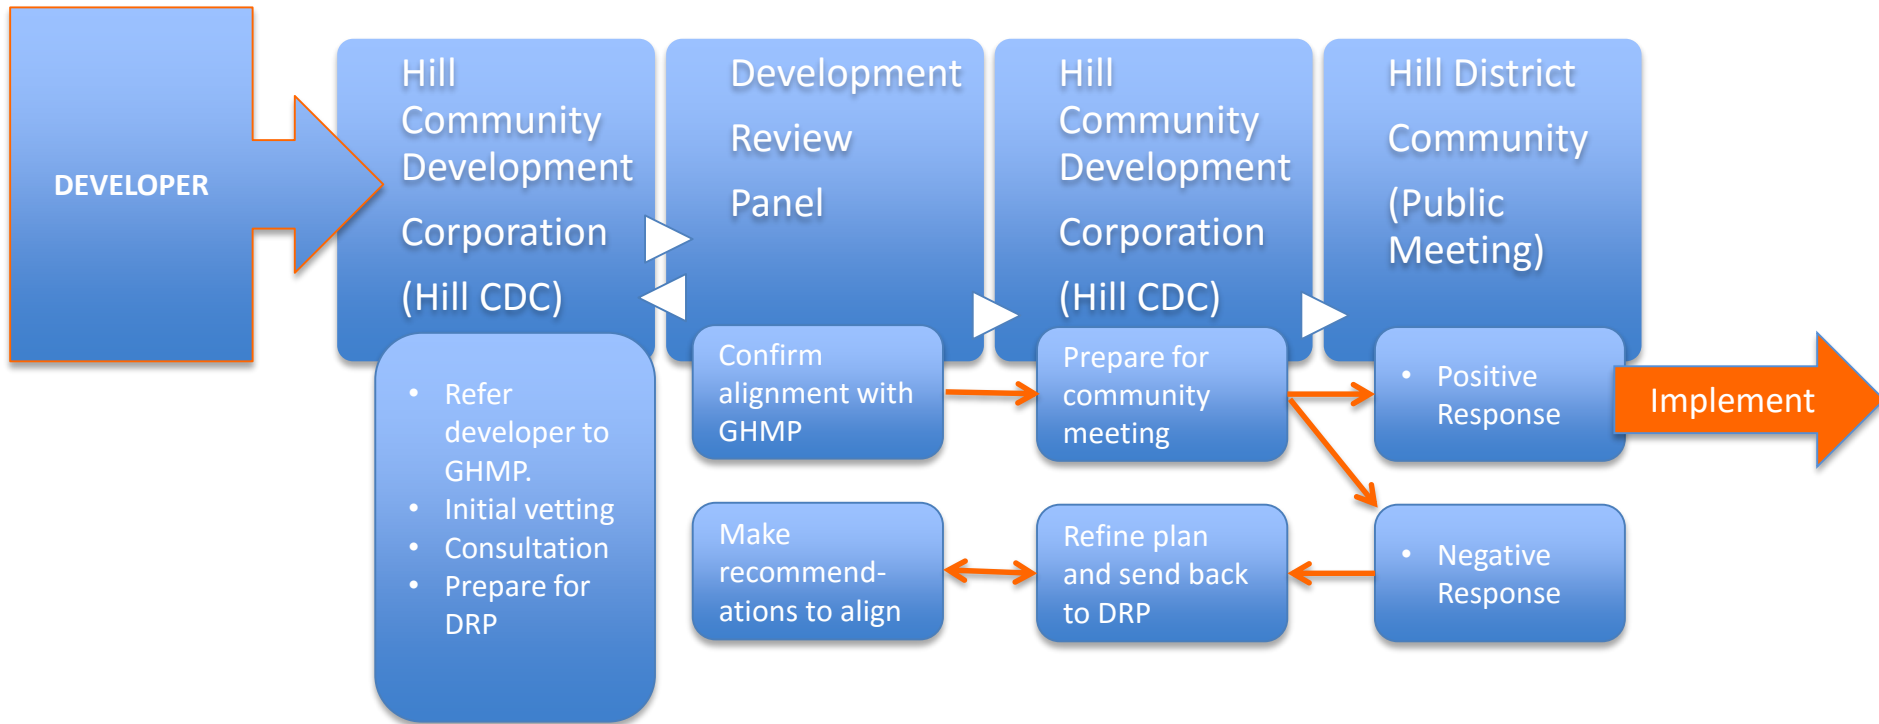 DEVELOPER
Hill
Community
Development
Corporation
(Hill CDC)
• Refer
developer to
GHMP.
• Initial vetting
• Consultation
• Prepare for
DRP
Development
Review
Panel
Confirm
alignment with
GHMP
Make
recommend-
ations to align
Hill
Community
Development
Corporation
(Hill CDC)
Prepare for
community
meeting
Refine plan
and send back
to DRP
Hill District
Community
(Public
Meeting)
• Positive
Response
• Negative
Response
Implement